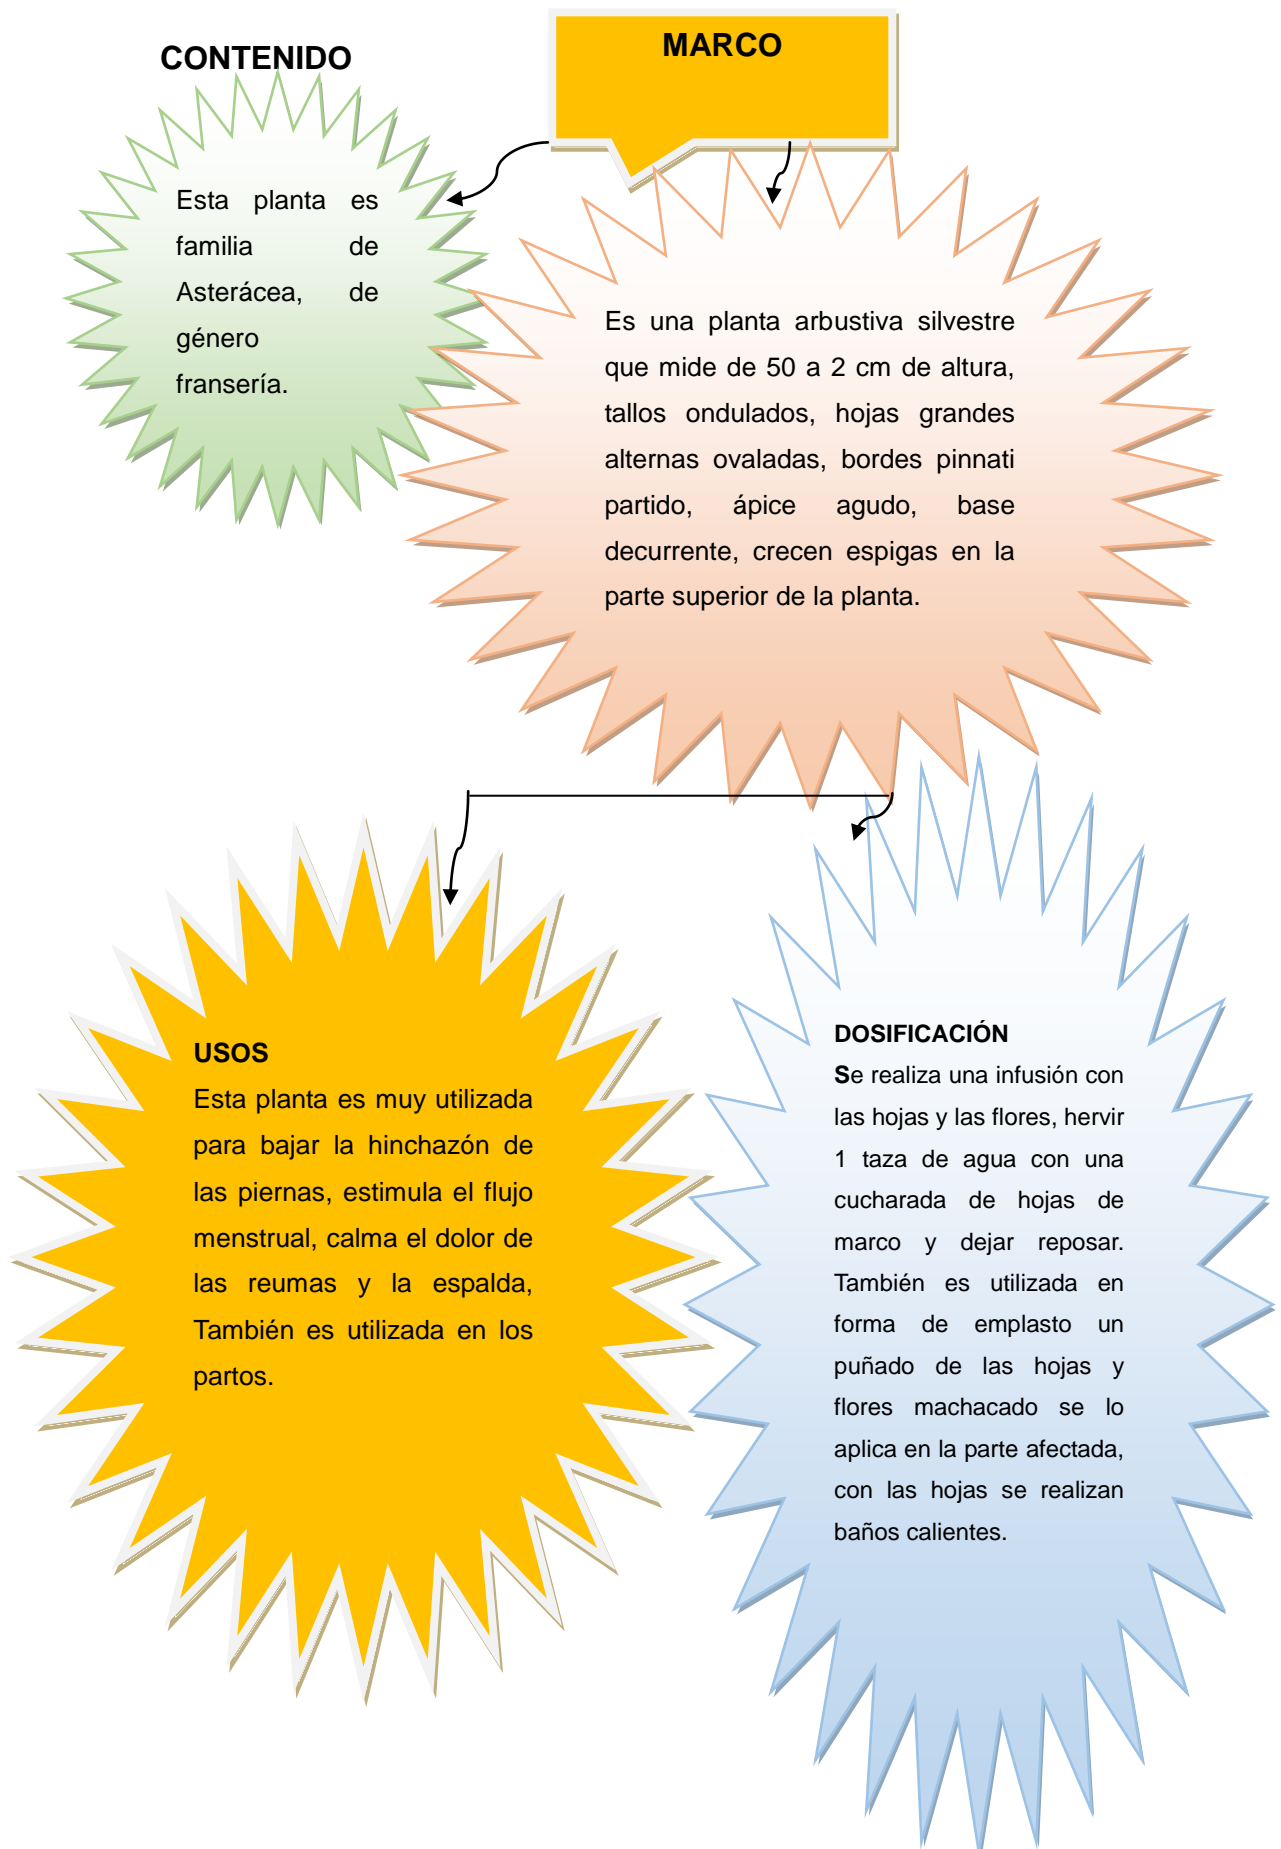 CONTENIDO
MARCO
Esta planta es
familia de
Asterácea, de
género
fransería.
Es una planta arbustiva silvestre
que mide de 50 a 2 cm de altura,
tallos ondulados, hojas grandes
alternas ovaladas, bordes pinnati
partido, ápice agudo, base
decurrente, crecen espigas en la
parte superior de la planta.
USOS
Esta planta es muy utilizada
para bajar la hinchazón de
las piernas, estimula el flujo
menstrual, calma el dolor de
las reumas y la espalda,
También es utilizada en los
partos.
DOSIFICACIÓN
Se realiza una infusión con
las hojas y las flores, hervir
1 taza de agua con una
cucharada de hojas de
marco y dejar reposar.
También es utilizada en
forma de emplasto un
puñado de las hojas y
flores machacado se lo
aplica en la parte afectada,
con las hojas se realizan
baños calientes.